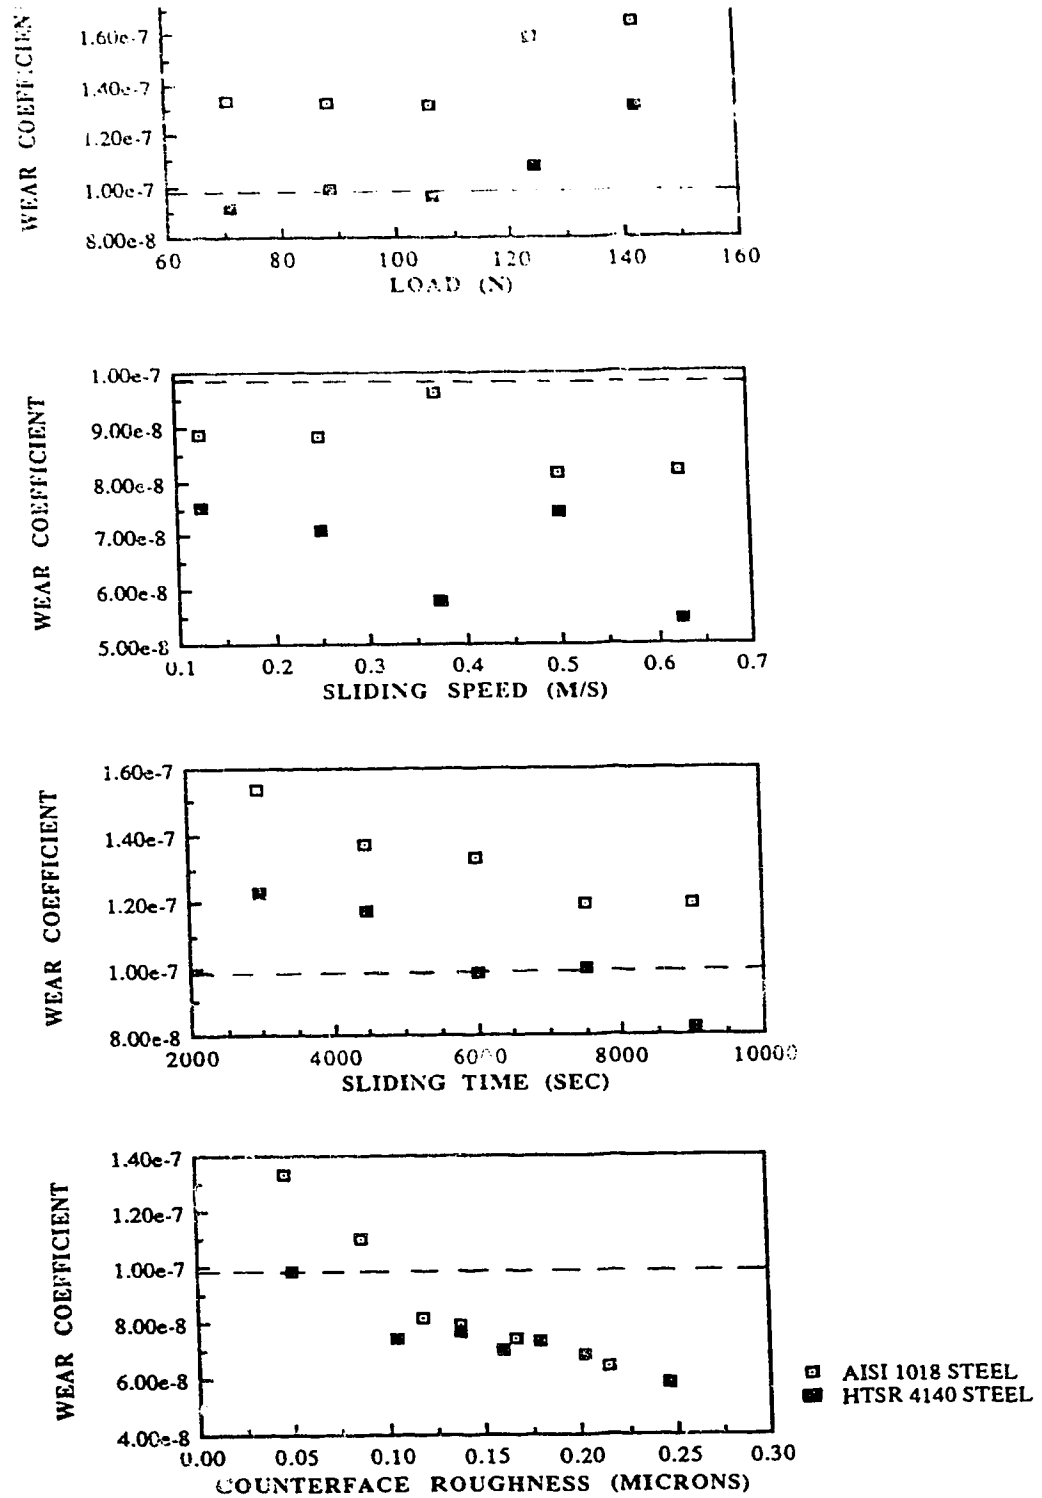 WEAR COEFFICIENT
1.60e-7
1.40e-7
1.20e-7
1.00e-7
8.00e-8
60 80 100 120 140 160
LOAD (N)
WEAR COEFFICIENT
1.00e-7
9.00e-8
8.00e-8
7.00e-8
6.00e-8
5.00e-8
0.1 0.2 0.3 0.4 0.5 0.6 0.7
SLIDING SPEED (M/S)
WEAR COEFFICIENT
1.60e-7
1.40e-7
1.20e-7
1.00e-7
8.00e-8
2000 4000 6000 8000 10000
SLIDING TIME (SEC)
WEAR COEFFICIENT
1.40e-7
1.20e-7
1.00e-7
8.00e-8
6.00e-8
4.00e-8
0.00 0.05 0.10 0.15 0.20 0.25 0.30
COUNTERFACE ROUGHNESS (MICRONS)
AISI 1018 STEEL
HTSR 4140 STEEL